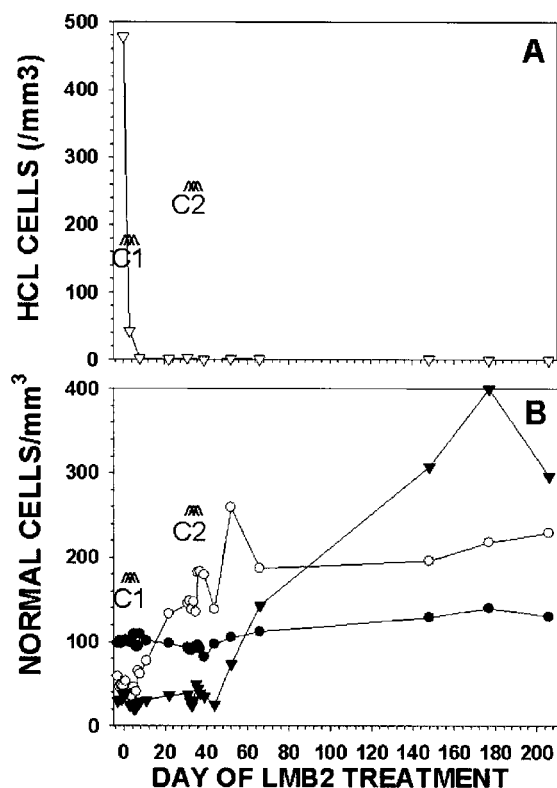 500
400
300
200
100
0
HCL CELLS (/mm3)
A
C2
C1
400
300
200
100
0
NORMAL CELLS/mm³
B
C2
C1
0 20 40 60 80 100 120 140 160 180 200
DAY OF LMB2 TREATMENT